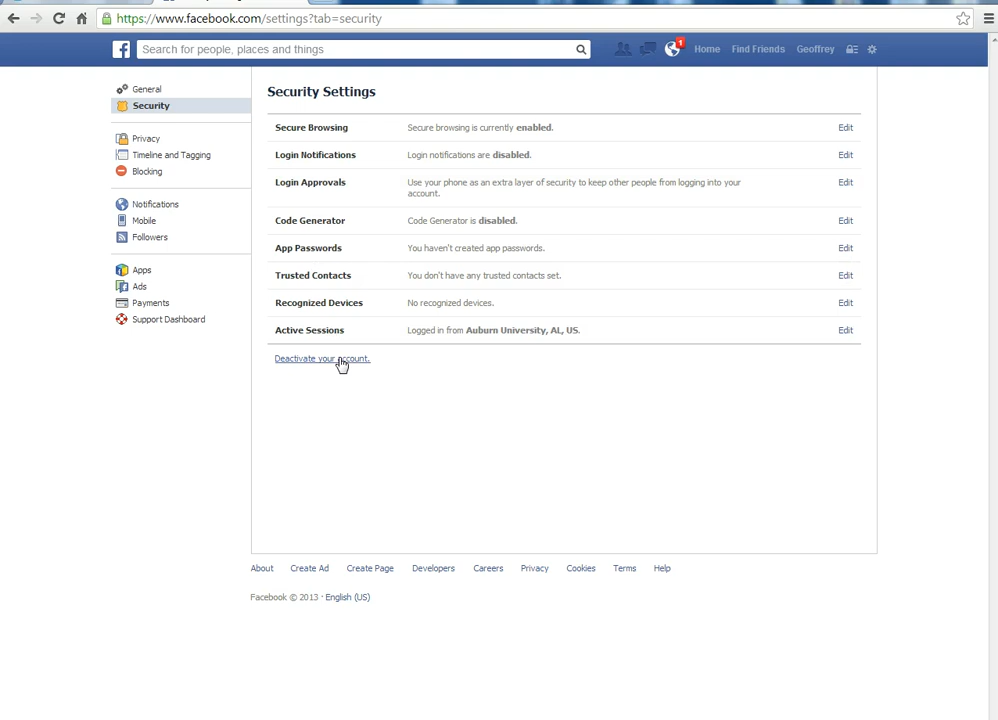 https://www.facebook.com/settings?tab=security
f Search for people, places and things 1 Home Find Friends Geoffrey
General
Security
Privacy
Timeline and Tagging
Blocking
Notifications
Mobile
Followers
Apps
Ads
Payments
Support Dashboard
Security Settings
Secure Browsing Secure browsing is currently enabled. Edit
Login Notifications Login notifications are disabled. Edit
Login Approvals Use your phone as an extra layer of security to keep other people from logging into your Edit
account.
Code Generator Code Generator is disabled. Edit
App Passwords You haven't created app passwords. Edit
Trusted Contacts You don't have any trusted contacts set. Edit
Recognized Devices No recognized devices. Edit
Active Sessions Logged in from Auburn University, AL, US. Edit
Deactivate your account.
About Create Ad Create Page Developers Careers Privacy Cookies Terms Help
Facebook © 2013 · English (US)